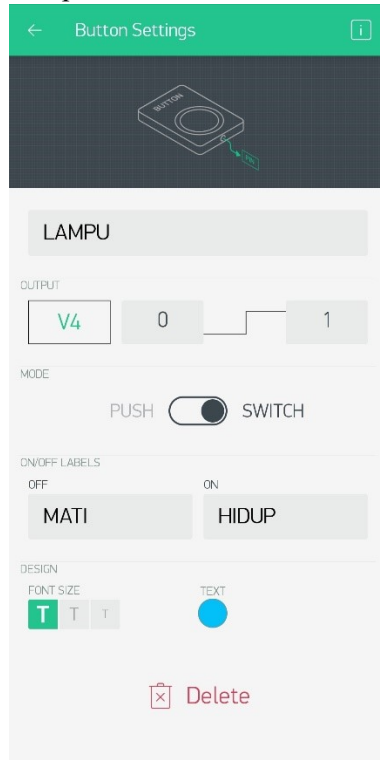 ← Button Settings i
BUTTON
PIN
LAMPU
OUTPUT
V4 0 1
MODE
PUSH SWITCH
ON/OFF LABELS
OFF ON
MATI HIDUP
DESIGN
FONT SIZE TEXT
T T T
Delete